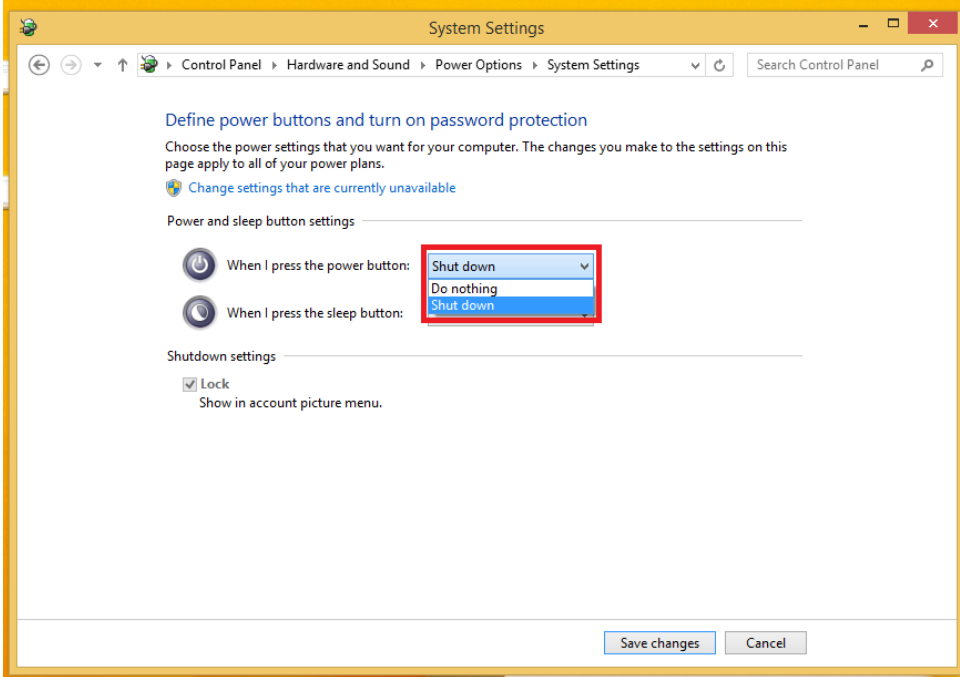 System Settings
Control Panel Hardware and Sound Power Options System Settings
Search Control Panel
Define power buttons and turn on password protection
Choose the power settings that you want for your computer. The changes you make to the settings on this
page apply to all of your power plans.
Change settings that are currently unavailable
Power and sleep button settings
When I press the power button:
Shut down
Do nothing
Shut down
When I press the sleep button:
Shutdown settings
Lock
Show in account picture menu.
Save changes
Cancel